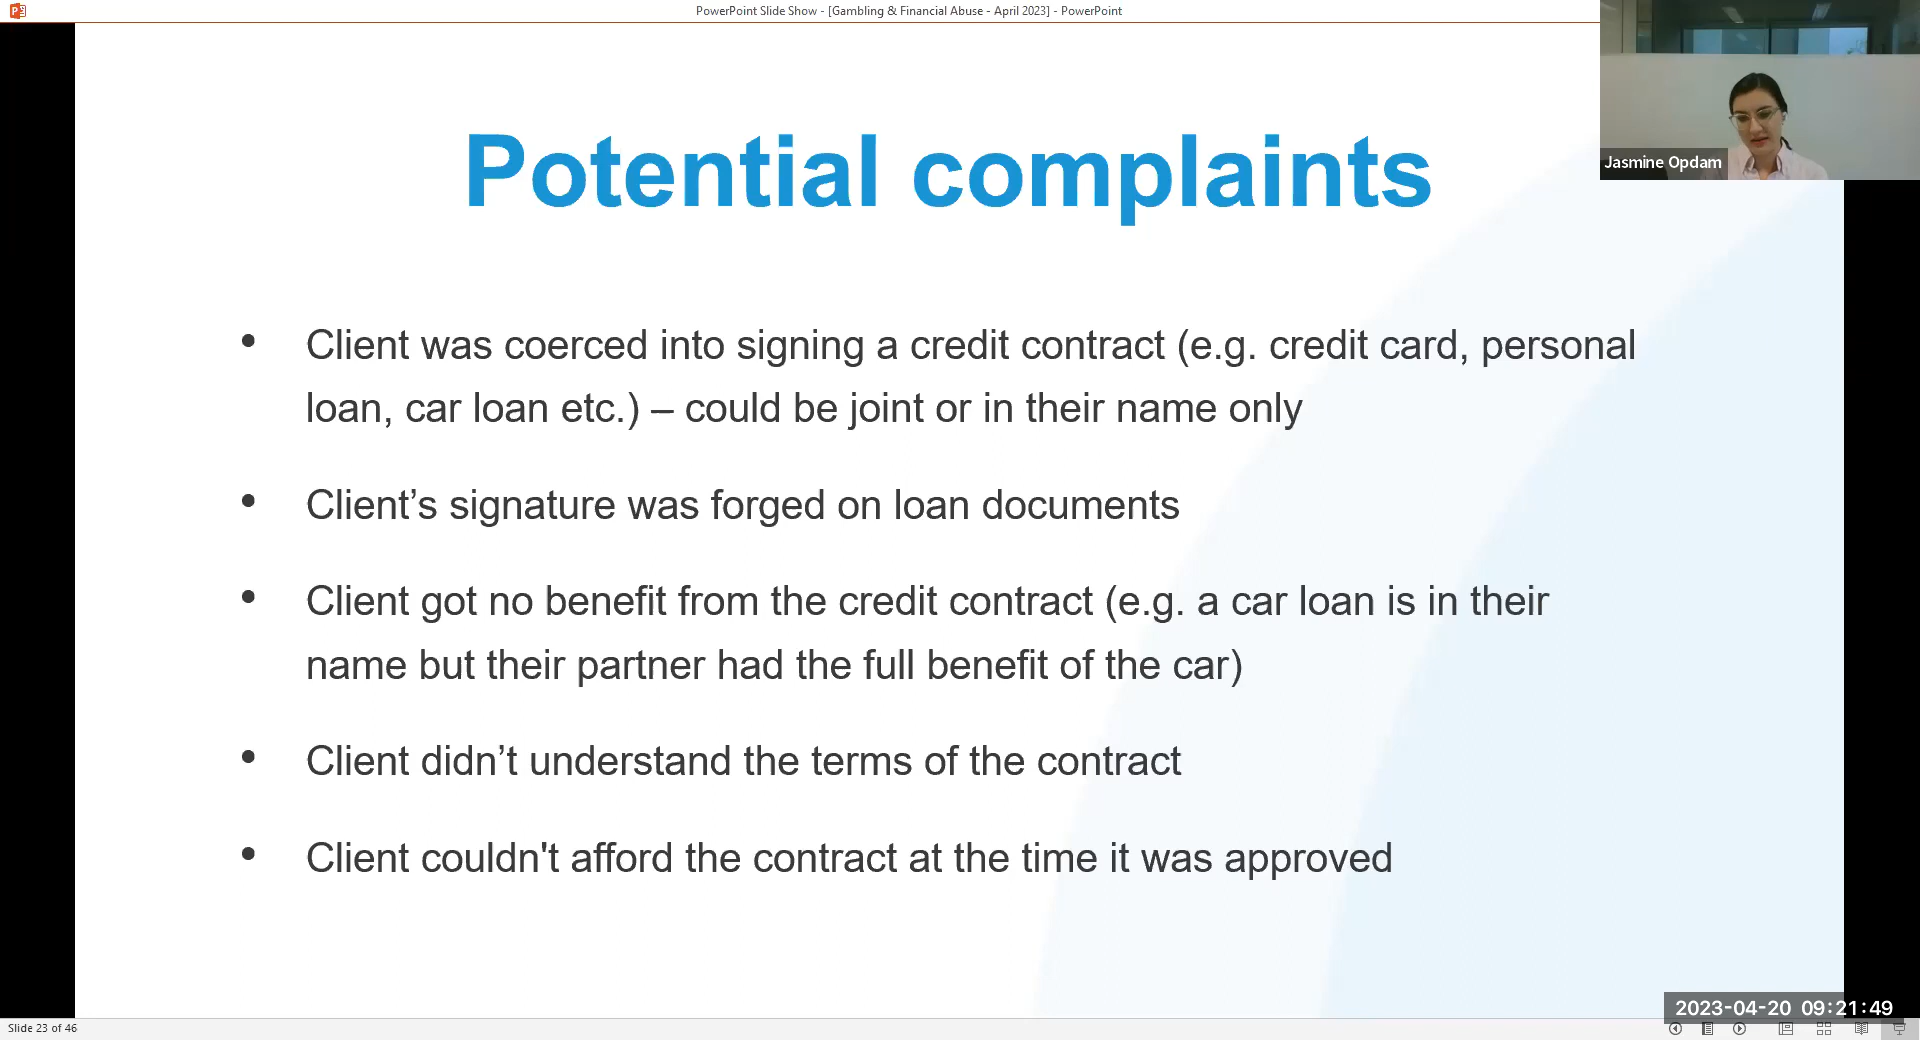 PowerPoint Slide Show - [Gambling & Financial Abuse - April 2023] - PowerPoint
Jasmine Opdam
Potential complaints
• Client was coerced into signing a credit contract (e.g. credit card, personal
loan, car loan etc.) – could be joint or in their name only
• Client’s signature was forged on loan documents
• Client got no benefit from the credit contract (e.g. a car loan is in their
name but their partner had the full benefit of the car)
• Client didn’t understand the terms of the contract
• Client couldn't afford the contract at the time it was approved
2023-04-20 09:21:49
Slide 23 of 46